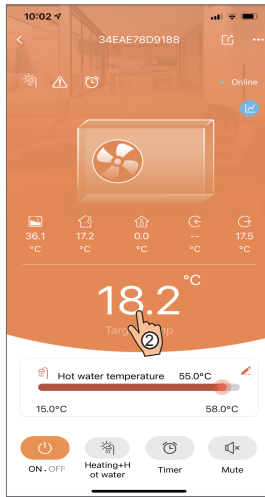 10:02
34EAE78D9188
Online
36.1 17.2 0.0 -- 17.5
°C °C °C °C °C
18.2 °C
Targ mp
2
Hot water temperature 55.0°C
15.0°C 58.0°C
ON • OFF Heating+H Timer Mute
ot water